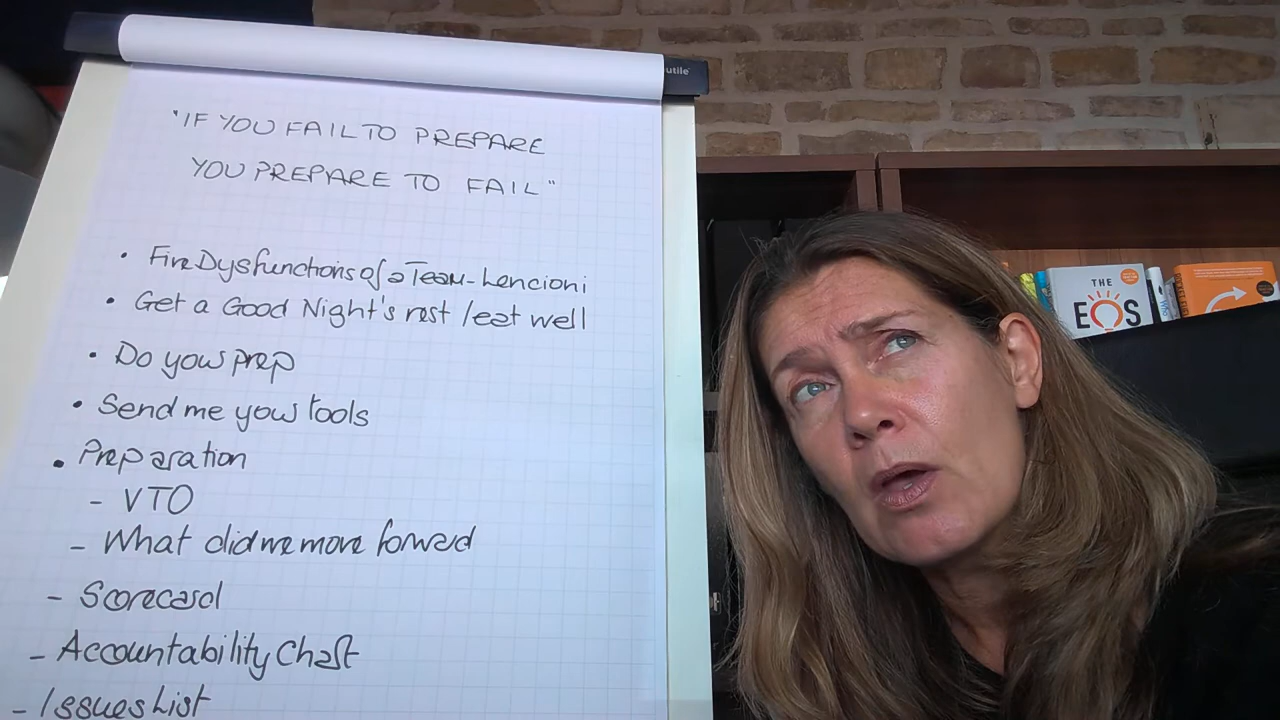 utile
"IF YOU FAIL TO PREPARE
YOU PREPARE TO FAIL"
• Five Dysfunctions of a Team - Lencioni
• Get a Good Night's rest / eat well
• Do your prep
• Send me your tools
• Preparation
- VTO
- What did we move forward
- Scorecard
- Accountability Chart
- Issues List
THE
EOS